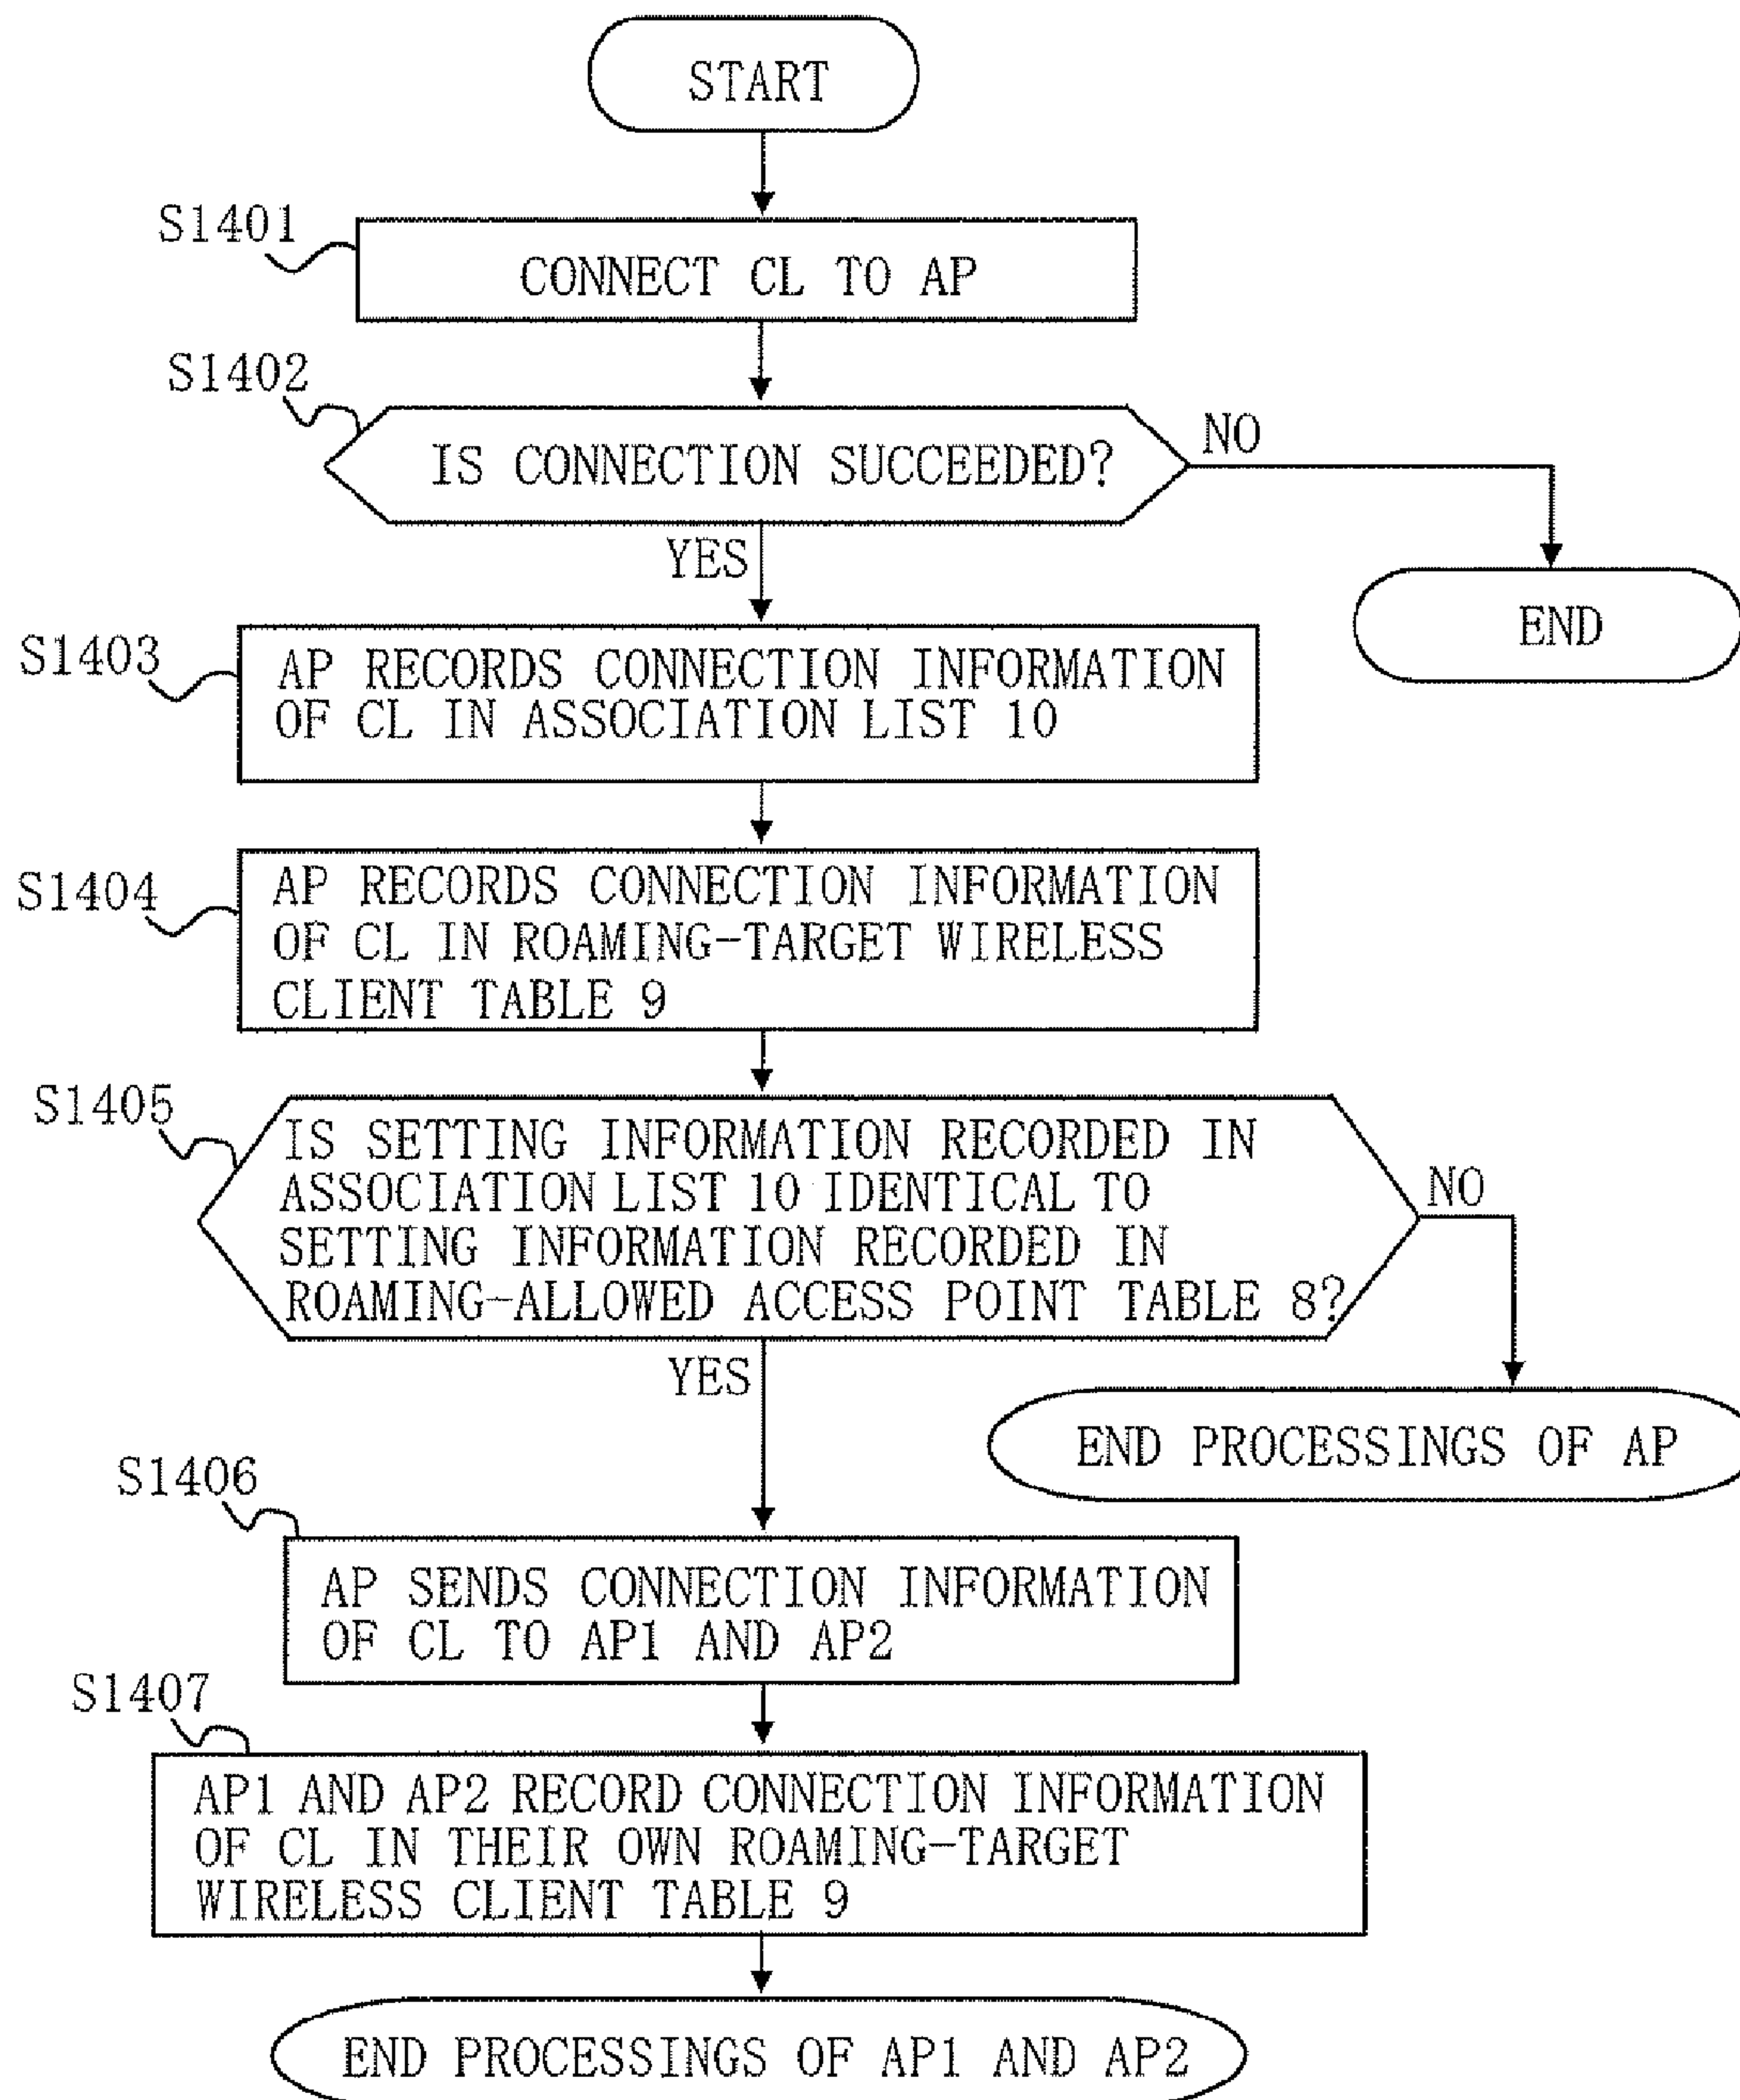 START
S1401
CONNECT CL TO AP
S1402
IS CONNECTION SUCCEEDED?
NO
YES
END
S1403
AP RECORDS CONNECTION INFORMATION
OF CL IN ASSOCIATION LIST 10
S1404
AP RECORDS CONNECTION INFORMATION
OF CL IN ROAMING-TARGET WIRELESS
CLIENT TABLE 9
S1405
IS SETTING INFORMATION RECORDED IN
ASSOCIATION LIST 10 IDENTICAL TO
SETTING INFORMATION RECORDED IN
ROAMING-ALLOWED ACCESS POINT TABLE 8?
NO
YES
END PROCESSINGS OF AP
S1406
AP SENDS CONNECTION INFORMATION
OF CL TO AP1 AND AP2
S1407
AP1 AND AP2 RECORD CONNECTION INFORMATION
OF CL IN THEIR OWN ROAMING-TARGET
WIRELESS CLIENT TABLE 9
END PROCESSINGS OF AP1 AND AP2